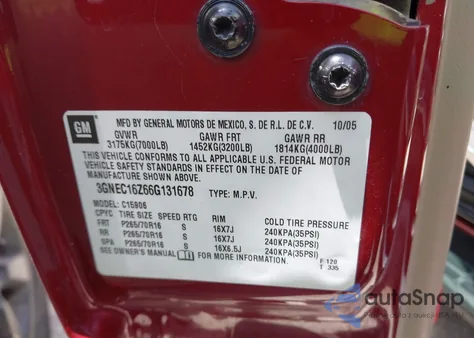 GM
MFD BY GENERAL MOTORS DE MEXICO, S. DE R.L. DE C.V. 10/05
GVWR GAWR FRT GAWR RR
3175KG(7000LB) 1452KG(3200LB) 1814KG(4000LB)
THIS VEHICLE CONFORMS TO ALL APPLICABLE U.S. FEDERAL MOTOR
VEHICLE SAFETY STANDARDS IN EFFECT ON THE DATE OF
MANUFACTURE SHOWN ABOVE.
3GNEC16Z66G131678 TYPE: M.P.V.
MODEL: C15906
CPYC TIRE SIZE SPEED RTG RIM COLD TIRE PRESSURE
FRT P265/70R16 S 16X7J 240KPA(35PSI)
RR P265/70R16 S 16X7J 240KPA(35PSI)
SPA P265/70R16 S 16X6.5J 240KPA(35PSI)
SEE OWNER'S MANUAL FOR MORE INFORMATION. F 120
T 335
autaSnap